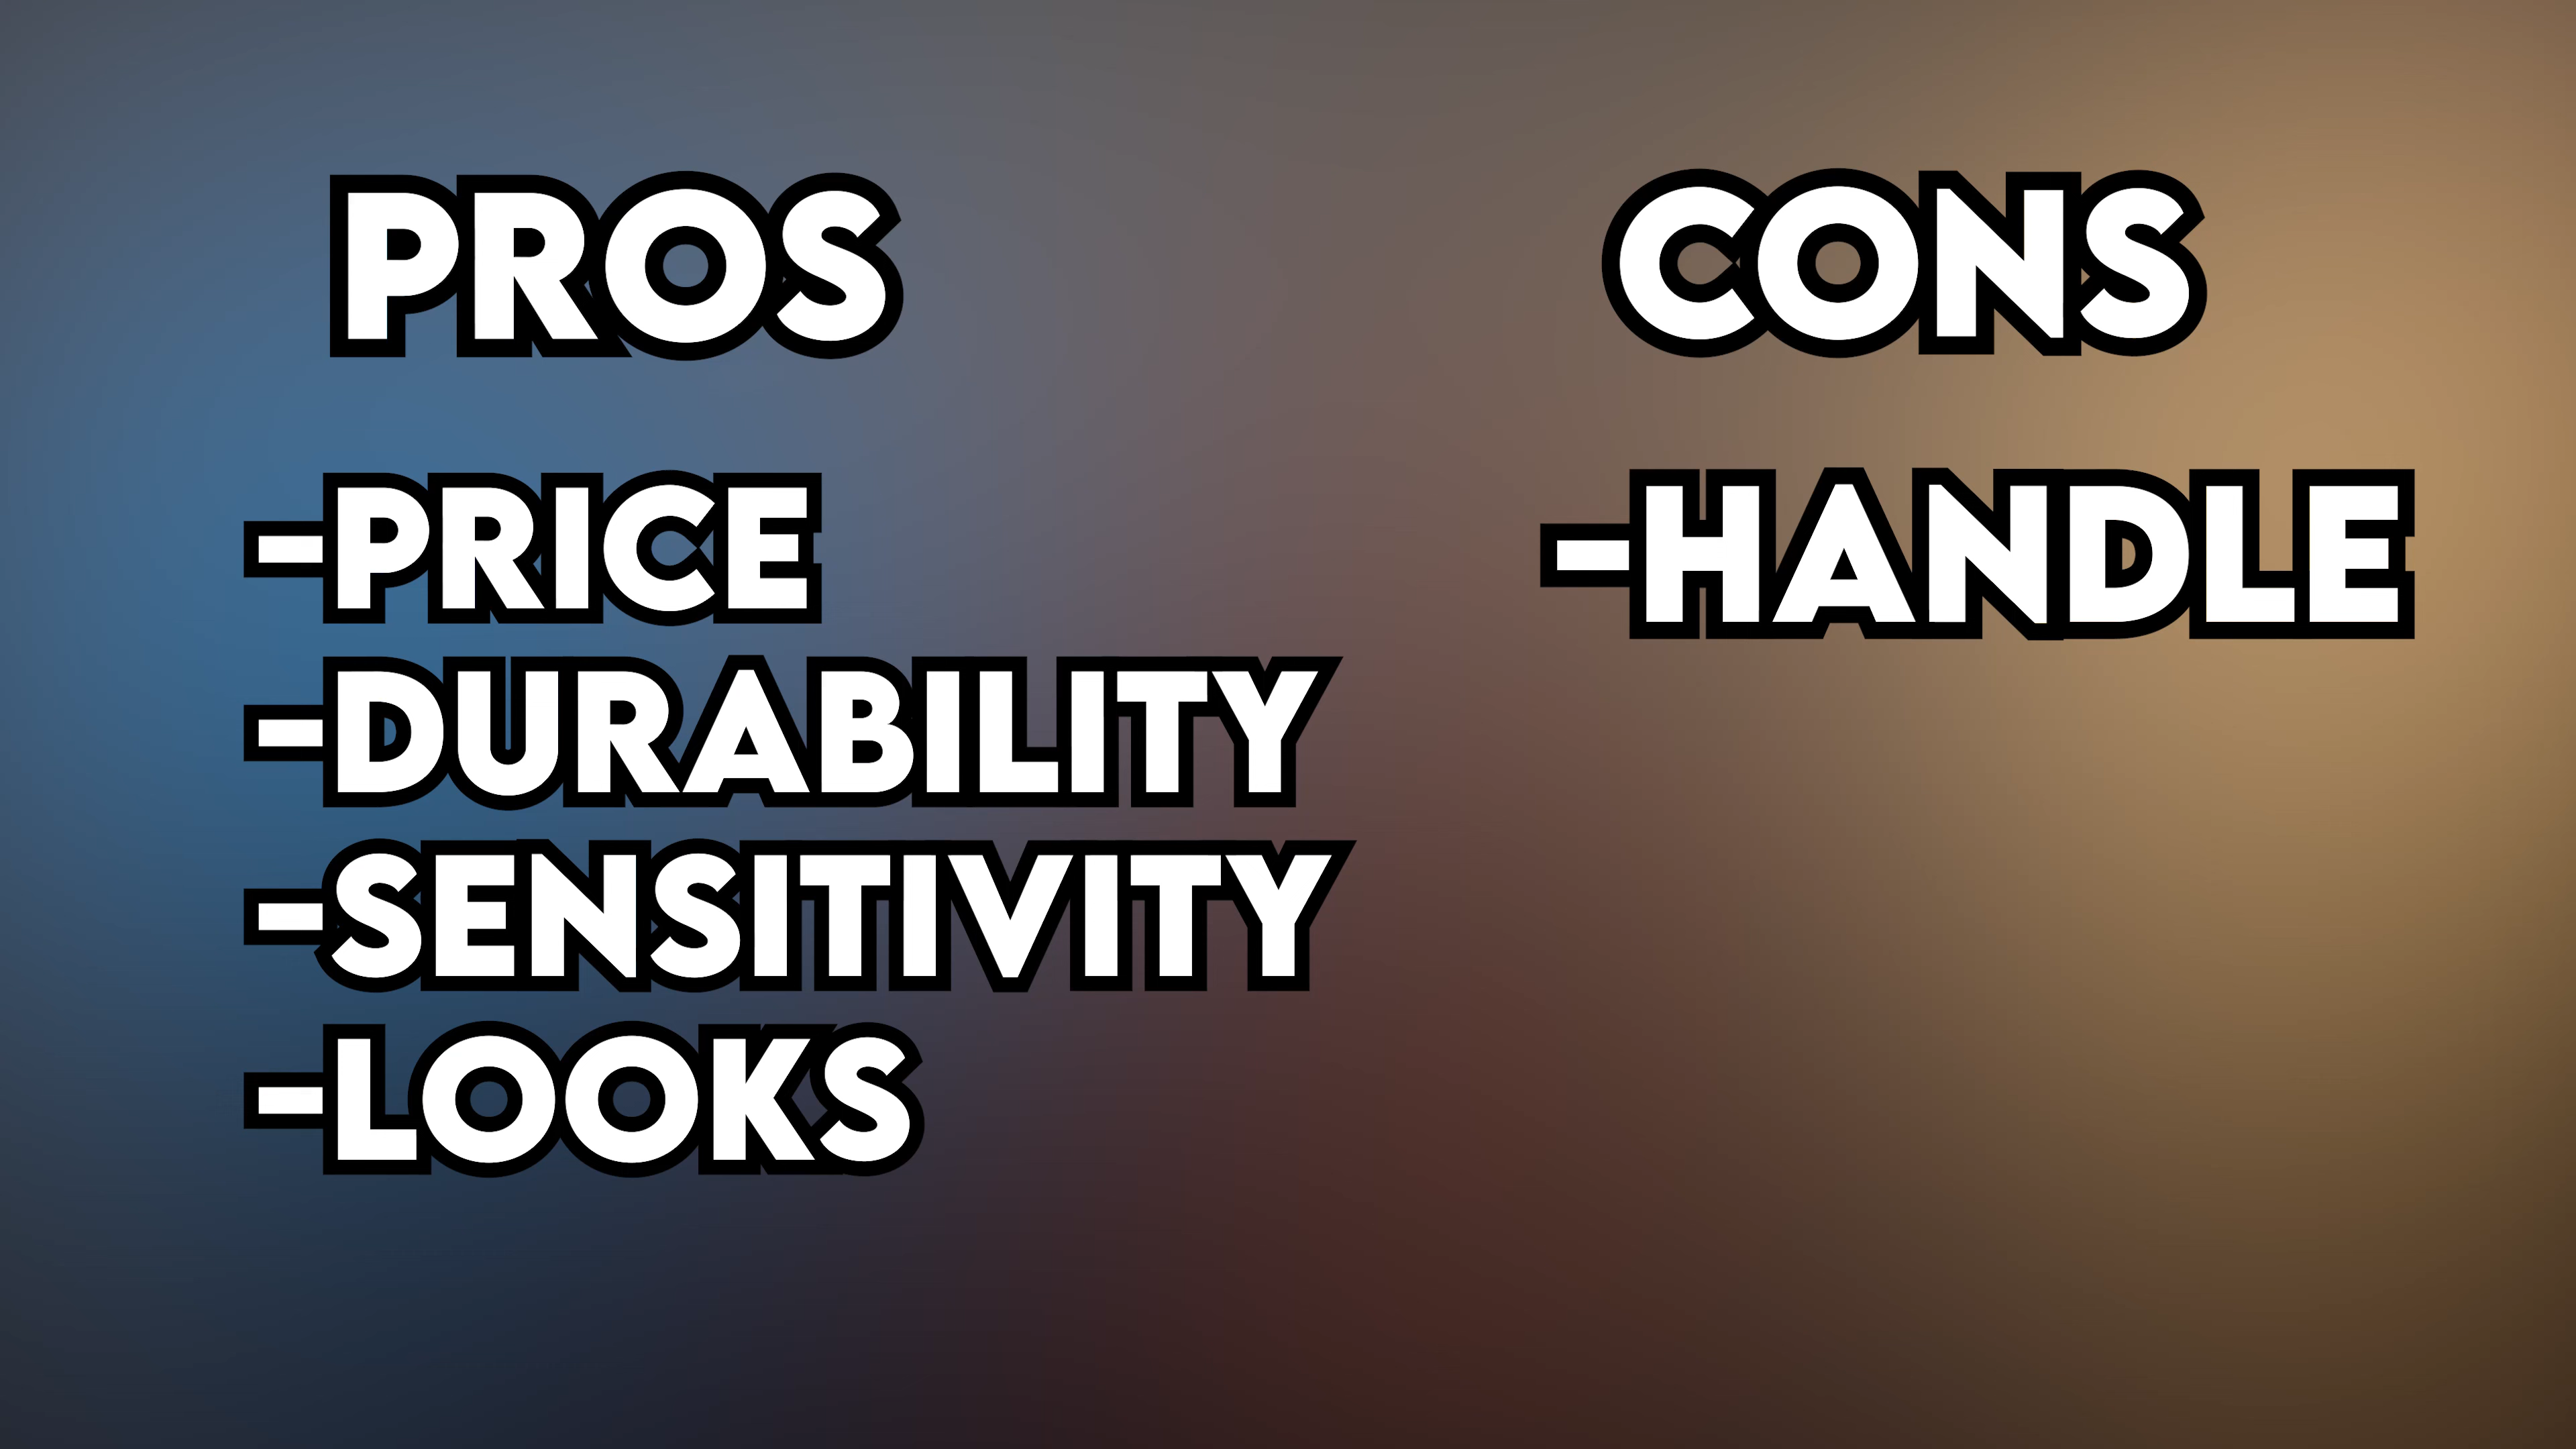 PROS
-PRICE
-DURABILITY
-SENSITIVITY
-LOOKS
CONS
-HANDLE